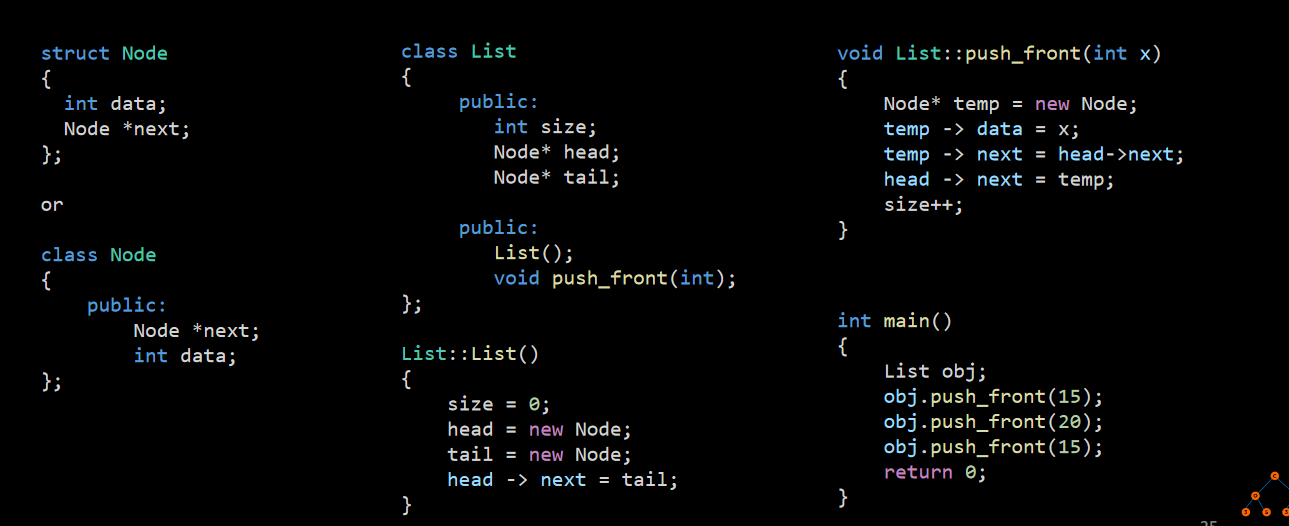 struct Node
{
  int data;
  Node *next;
};
or
class Node
{
    public:
        Node *next;
        int data;
};
class List
{
     public:
        int size;
        Node* head;
        Node* tail;
     public:
        List();
        void push_front(int);
};
List::List()
{
    size = 0;
    head = new Node;
    tail = new Node;
    head -> next = tail;
}
void List::push_front(int x)
{
    Node* temp = new Node;
    temp -> data = x;
    temp -> next = head->next;
    head -> next = temp;
    size++;
}
int main()
{
    List obj;
    obj.push_front(15);
    obj.push_front(20);
    obj.push_front(15);
    return 0;
}